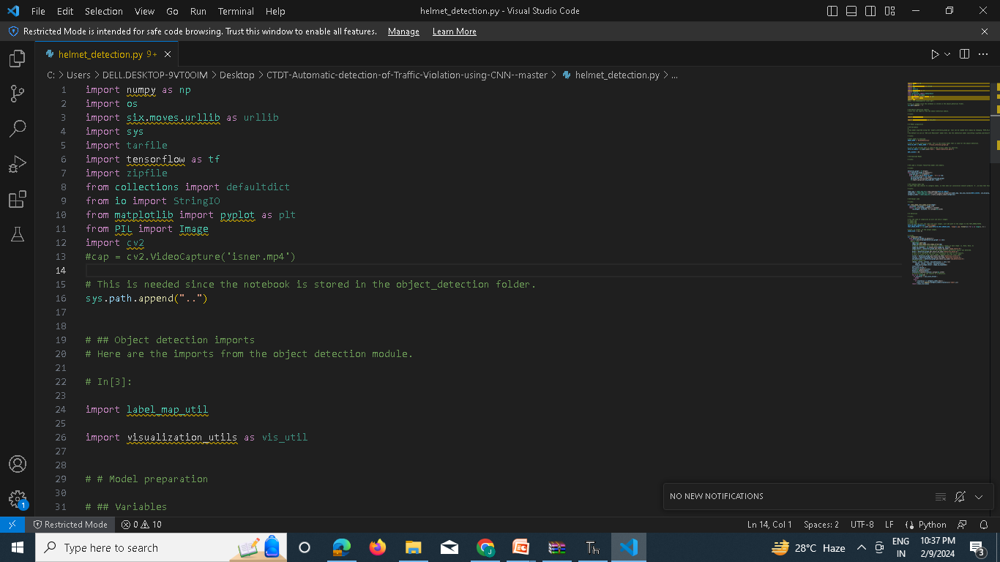 File Edit Selection View Go Run Terminal Help helmet_detection.py - Visual Studio Code
Restricted Mode is intended for safe code browsing. Trust this window to enable all features. Manage Learn More
helmet_detection.py 9+
C: > Users > DELL.DESKTOP-9VT0OIM > Desktop > CTDT-Automatic-detection-of-Traffic-Violation-using-CNN--master > helmet_detection.py > ...
1 import numpy as np
2 import os
3 import six.moves.urllib as urllib
4 import sys
5 import tarfile
6 import tensorflow as tf
7 import zipfile
8 from collections import defaultdict
9 from io import StringIO
10 from matplotlib import pyplot as plt
11 from PIL import Image
12 import cv2
13 #cap = cv2.VideoCapture('isner.mp4')
14
15 # This is needed since the notebook is stored in the object_detection folder.
16 sys.path.append("..")
17
18
19 # ## Object detection imports
20 # Here are the imports from the object detection module.
21
22 # In[3]:
23
24 import label_map_util
25
26 import visualization_utils as vis_util
27
28
29 # # Model preparation
30
31 # ## Variables
NO NEW NOTIFICATIONS
1
Restricted Mode 0 10 Ln 14, Col 1 Spaces: 2 UTF-8 LF Python
Type here to search 28°C Haze ENG IN 10:37 PM 2/9/2024 3